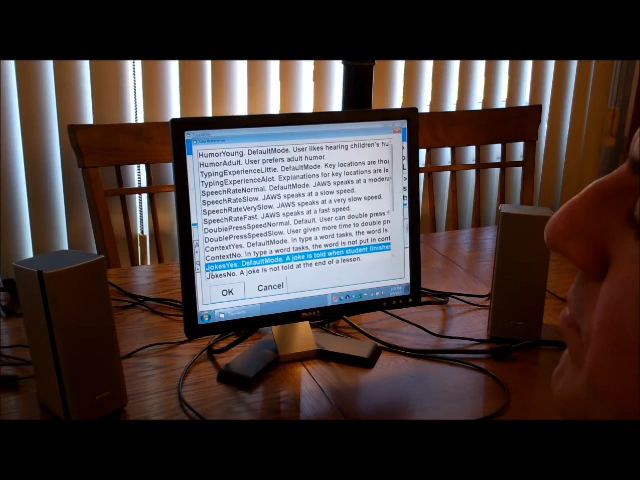 HumorYoung. DefaultMode. User likes hearing children's hu
HumorAdult. User prefers adult humor.
TypingExperienceLittle. DefaultMode. Key locations are tho
TypingExperienceAlot. Explanations for key locations are le
SpeechRateNormal. DefaultMode. JAWS speaks at a modera
SpeechRateSlow. JAWS speaks at a slow speed.
SpeechRateVerySlow. JAWS speaks at a very slow speed.
SpeechRateFast. JAWS speaks at a fast speed.
DoublePressSpeedNormal. Default. User can double press
DoublePressSpeedSlow. User given more time to double pr
ContextYes. DefaultMode. In type a word tasks, the word is
ContextNo. In type a word tasks, the word is not put in cont
JokesYes. DefaultMode. A joke is told when student finishes
JokesNo. A joke is not told at the end of a lesson.
OK Cancel
DELL